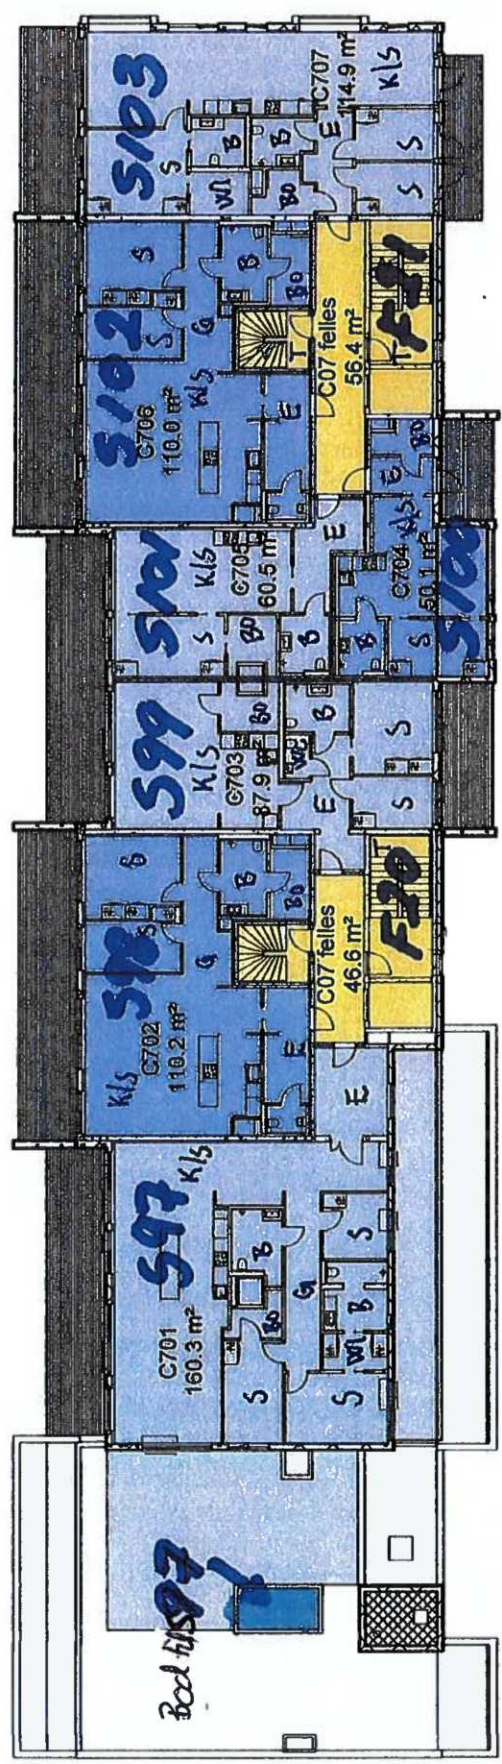 Bod til S97
S97
K/S
C701
160.3 m²
S
Bo
B
G
S
Wl
B
S
E
S98
K/S
C702
110.2 m²
S
S
G
B
Bo
E
C07 felles
46.6 m²
F20
S99
K/S
C703
87.9
Bo
WC
B
E
S
S
S101
K/S
C705
60.5 m²
S
Bo
B
E
C704
50.1 m²
K/S
E
Bo
B
S
S100
S102
C706
110.0 m²
K/S
S
S
G
B
Bo
E
T
C07 felles
56.4 m²
T
F21
S103
S
Wl
B
B
Bo
E
C707
114.9 m²
K/S
S
S